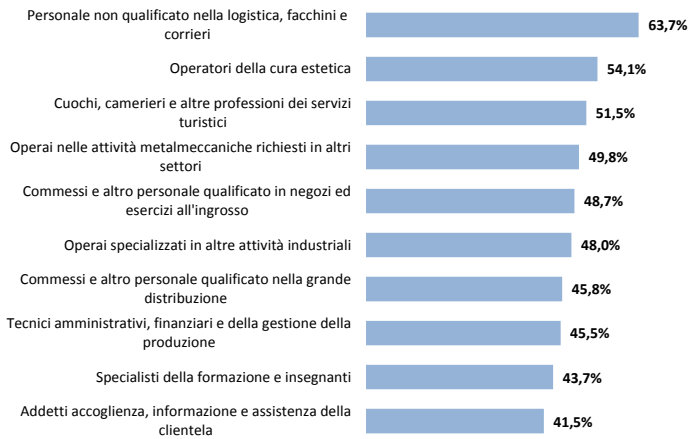 Personale non qualificato nella logistica, facchini e
corrieri
63,7%
Operatori della cura estetica
54,1%
Cuochi, camerieri e altre professioni dei servizi
turistici
51,5%
Operai nelle attività metalmeccaniche richiesti in altri
settori
49,8%
Commessi e altro personale qualificato in negozi ed
esercizi all'ingrosso
48,7%
Operai specializzati in altre attività industriali
48,0%
Commessi e altro personale qualificato nella grande
distribuzione
45,8%
Tecnici amministrativi, finanziari e della gestione della
produzione
45,5%
Specialisti della formazione e insegnanti
43,7%
Addetti accoglienza, informazione e assistenza della
clientela
41,5%